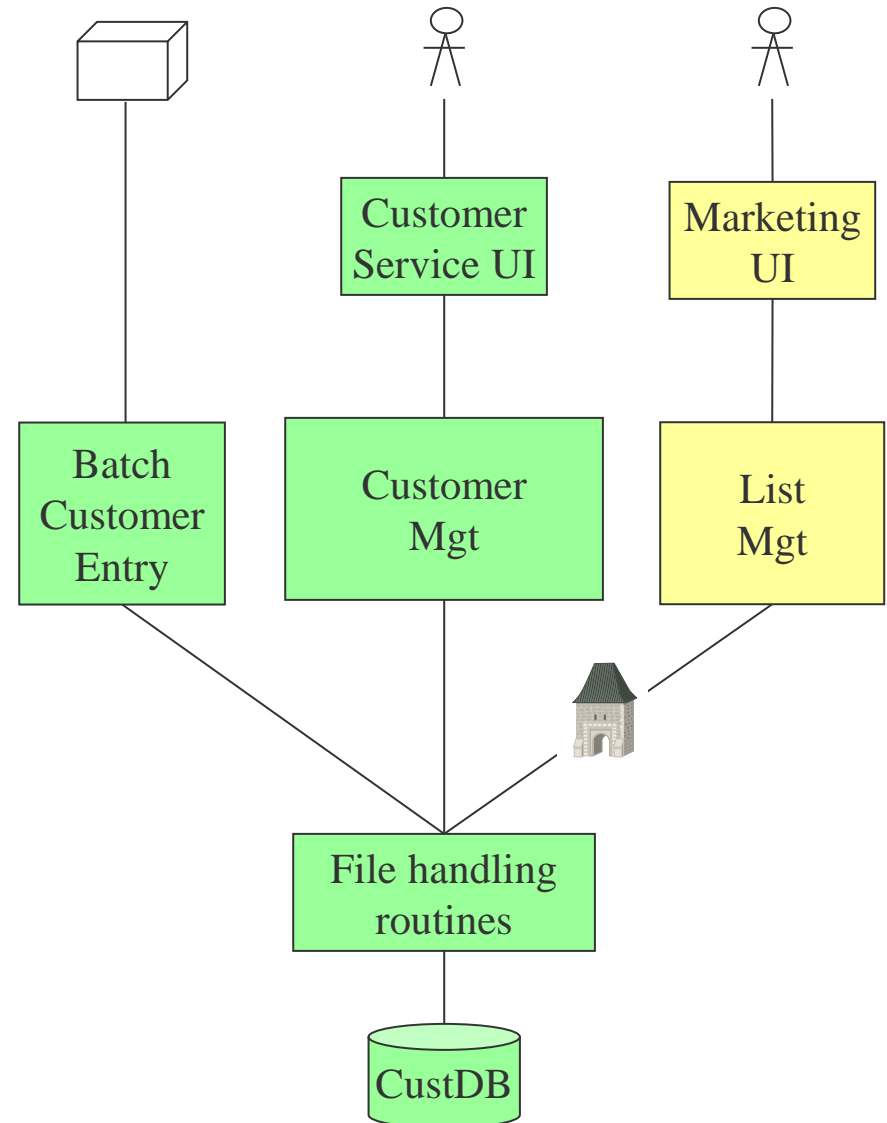 Customer
Service UI
Marketing
UI
Batch
Customer
Entry
Customer
Mgt
List
Mgt
File handling
routines
CustDB